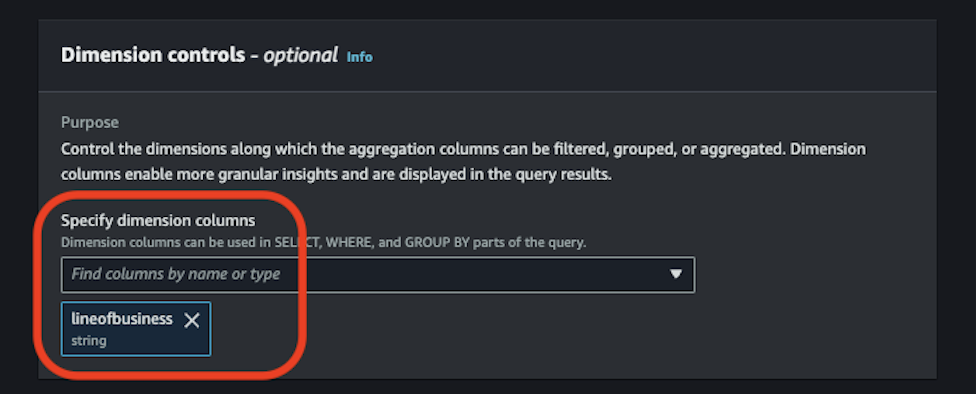 Dimension controls - optional Info
Purpose
Control the dimensions along which the aggregation columns can be filtered, grouped, or aggregated. Dimension
columns enable more granular insights and are displayed in the query results.
Specify dimension columns
Dimension columns can be used in SELECT, WHERE, and GROUP BY parts of the query.
Find columns by name or type
lineofbusiness
string